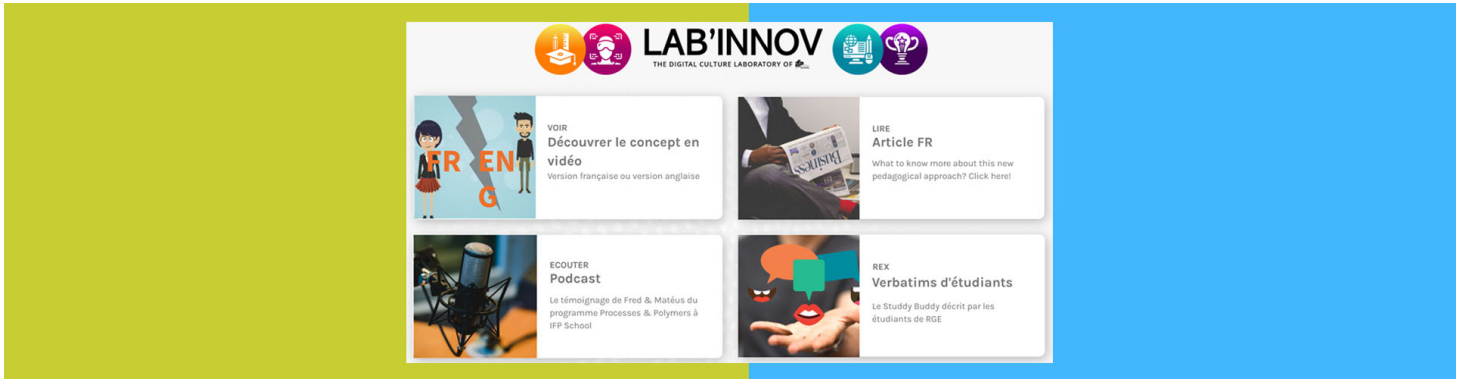 LAB'INNOV
THE DIGITAL CULTURE LABORATORY OF
FR ENG
VOIR
Découvrer le concept en
vidéo
Version française ou version anglaise
Business
LIRE
Article FR
What to know more about this new
pedagogical approach? Click here!
ECOUTER
Podcast
Le témoignage de Fred & Matéus du
programme Processes & Polymers à
IFP School
REX
Verbatims d'étudiants
Le Studdy Buddy décrit par les
étudiants de RGE